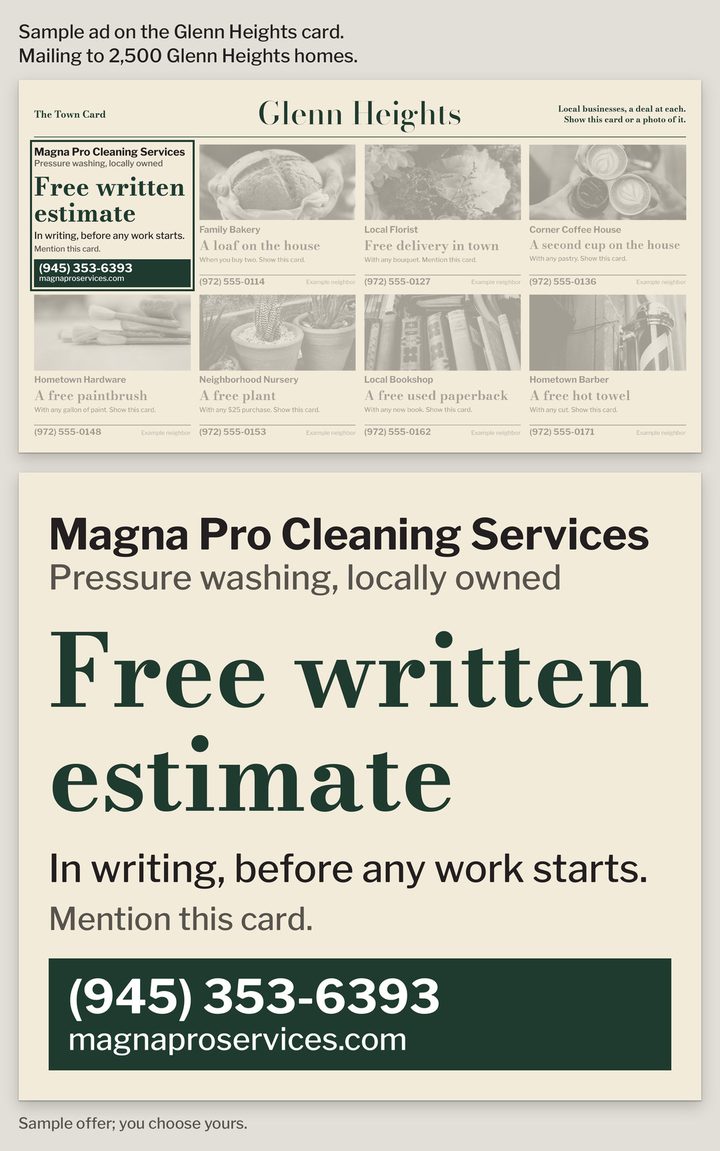 Sample ad on the Glenn Heights card.
Mailing to 2,500 Glenn Heights homes.
The Town Card
Glenn Heights
Local businesses, a deal at each.
Show this card or a photo of it.
Magna Pro Cleaning Services
Pressure washing, locally owned
Free written
estimate
In writing, before any work starts.
Mention this card.
(945) 353-6393
magnaproservices.com
Family Bakery
A loaf on the house
When you buy two. Show this card.
(972) 555-0114
Example neighbor
Local Florist
Free delivery in town
With any bouquet. Mention this card.
(972) 555-0127
Example neighbor
Corner Coffee House
A second cup on the house
With any pastry. Show this card.
(972) 555-0136
Example neighbor
Hometown Hardware
A free paintbrush
With any gallon of paint. Show this card.
(972) 555-0148
Example neighbor
Neighborhood Nursery
A free plant
With any $25 purchase. Show this card.
(972) 555-0153
Example neighbor
Local Bookshop
A free used paperback
With any new book. Show this card.
(972) 555-0162
Example neighbor
Hometown Barber
A free hot towel
With any cut. Show this card.
(972) 555-0171
Example neighbor
Magna Pro Cleaning Services
Pressure washing, locally owned
Free written
estimate
In writing, before any work starts.
Mention this card.
(945) 353-6393
magnaproservices.com
Sample offer; you choose yours.